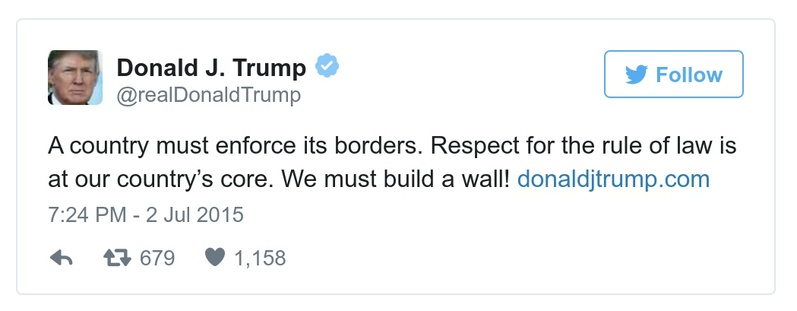 Donald J. Trump
@realDonaldTrump
Follow
A country must enforce its borders. Respect for the rule of law is
at our country’s core. We must build a wall! donaldjtrump.com
7:24 PM - 2 Jul 2015
679 1,158